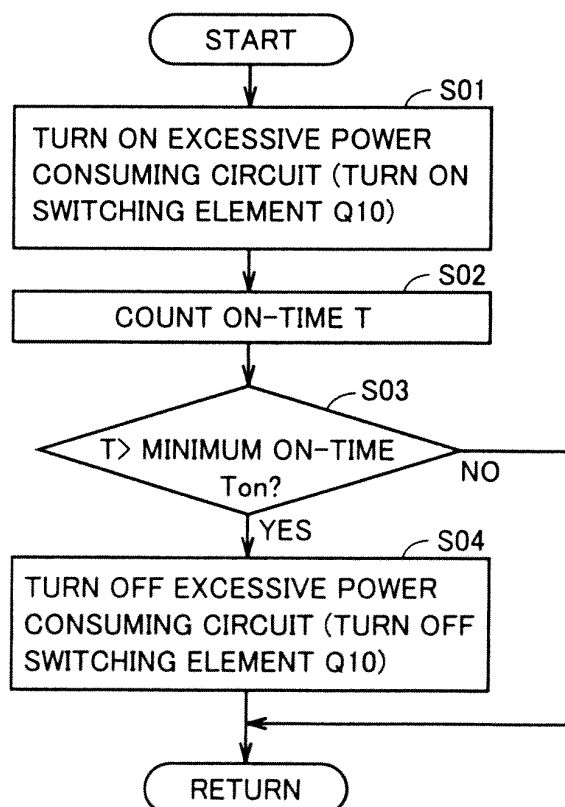 START
S01
TURN ON EXCESSIVE POWER
CONSUMING CIRCUIT (TURN ON
SWITCHING ELEMENT Q10)
S02
COUNT ON-TIME T
S03
T> MINIMUM ON-TIME
Ton?
NO
YES
S04
TURN OFF EXCESSIVE POWER
CONSUMING CIRCUIT (TURN OFF
SWITCHING ELEMENT Q10)
RETURN